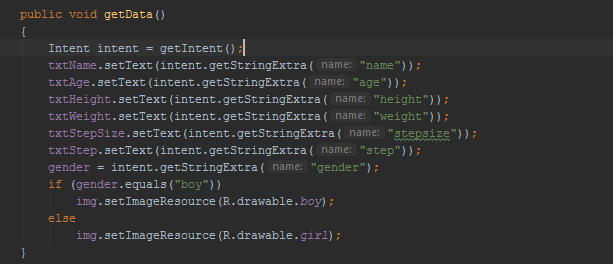 public void getData()
{
    Intent intent = getIntent();
    txtName.setText(intent.getStringExtra( name: "name"));
    txtAge.setText(intent.getStringExtra( name: "age"));
    txtHeight.setText(intent.getStringExtra( name: "height"));
    txtWeight.setText(intent.getStringExtra( name: "weight"));
    txtStepSize.setText(intent.getStringExtra( name: "stepsize"));
    txtStep.setText(intent.getStringExtra( name: "step"));
    gender = intent.getStringExtra( name: "gender");
    if (gender.equals("boy"))
        img.setImageResource(R.drawable.boy);
    else
        img.setImageResource(R.drawable.girl);
}